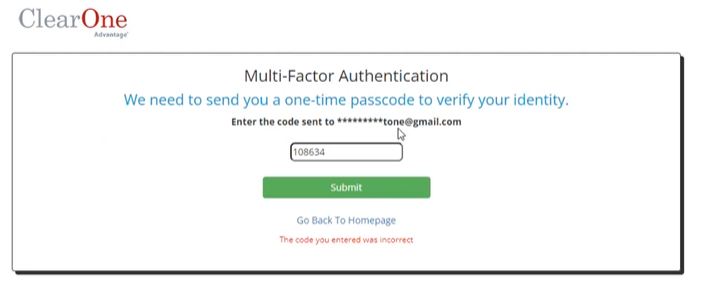 ClearOne
Advantage
Multi-Factor Authentication
We need to send you a one-time passcode to verify your identity.
Enter the code sent to *********tone@gmail.com
108634
Submit
Go Back To Homepage
The code you entered was incorrect